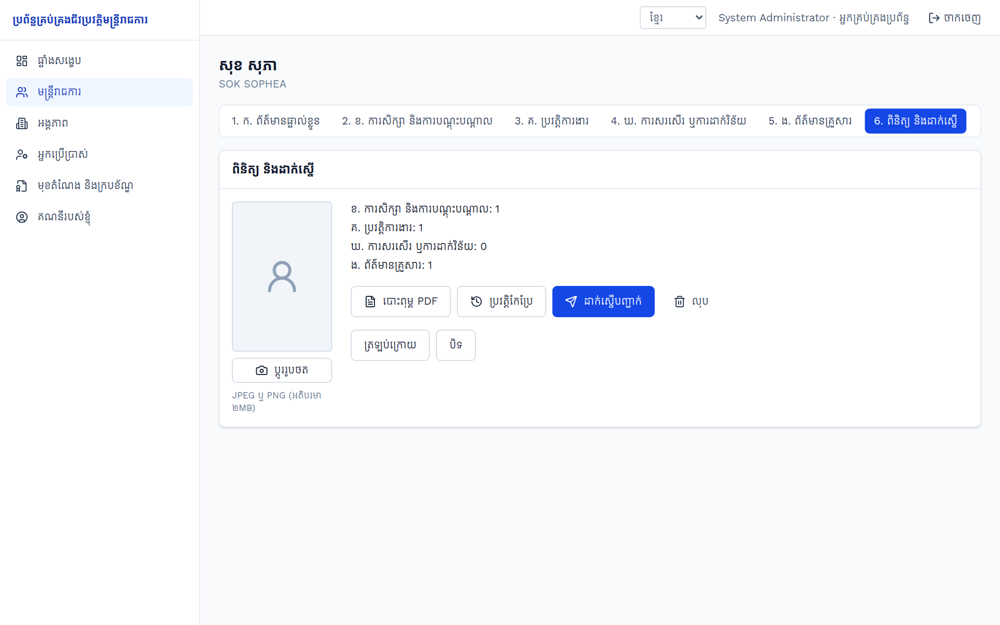 ប្រព័ន្ធគ្រប់គ្រងជីវប្រវត្តិមន្ត្រីរាជការ
ខ្មែរ
System Administrator · អ្នកគ្រប់គ្រងប្រព័ន្ធ
ចាកចេញ
ផ្ទាំងសង្ខេប
មន្ត្រីរាជការ
អង្គភាព
អ្នកប្រើប្រាស់
មុខតំណែង និងក្របខ័ណ្ឌ
គណនីរបស់ខ្ញុំ
សុខ សុភា
SOK SOPHEA
1. ក. ព័ត៌មានផ្ទាល់ខ្លួន
2. ខ. ការសិក្សា និងការបណ្តុះបណ្តាល
3. គ. ប្រវត្តិការងារ
4. ឃ. ការសរសើរ ឬការដាក់វិន័យ
5. ង. ព័ត៌មានគ្រួសារ
6. ពិនិត្យ និងដាក់ស្នើ
ពិនិត្យ និងដាក់ស្នើ
ខ. ការសិក្សា និងការបណ្តុះបណ្តាល: 1
គ. ប្រវត្តិការងារ: 1
ឃ. ការសរសើរ ឬការដាក់វិន័យ: 0
ង. ព័ត៌មានគ្រួសារ: 1
បោះពុម្ព PDF
ប្រវត្តិកែប្រែ
ដាក់ស្នើបញ្ជាក់
លុប
ត្រឡប់ក្រោយ
បិទ
ប្តូររូបថត
JPEG ឬ PNG (អតិបរមា
២MB)